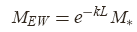 M_{EW} = e^{-kL} M_*